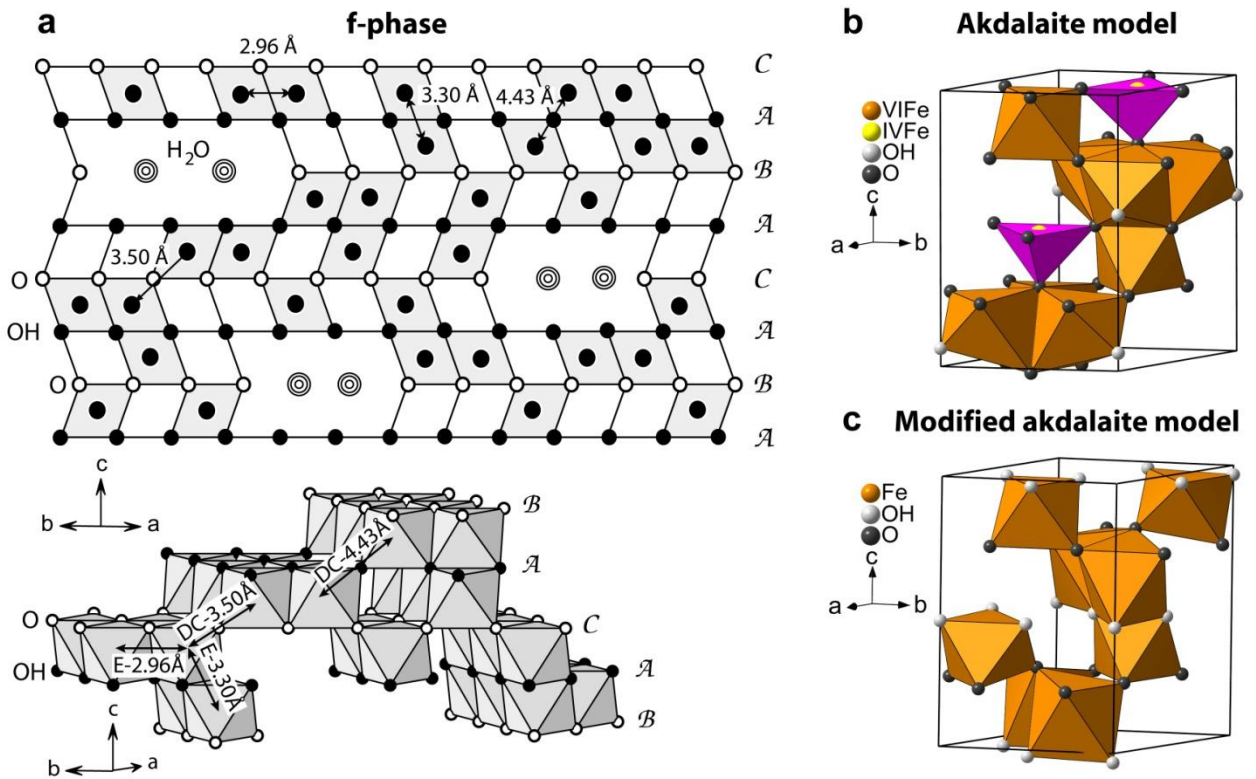 a
f-phase
2.96 Å
C
3.30 Å
4.43 Å
A
H2O
B
A
3.50 Å
O
C
OH
A
O
B
A
c
b
a
B
DC-4.43Å
A
DC-3.50Å
O
C
E-2.96Å
E-3.30Å
OH
A
B
c
b
a
b
Akdalaite model
VIFe
IVFe
OH
O
c
a
b
c
Modified akdalaite model
Fe
OH
O
c
a
b